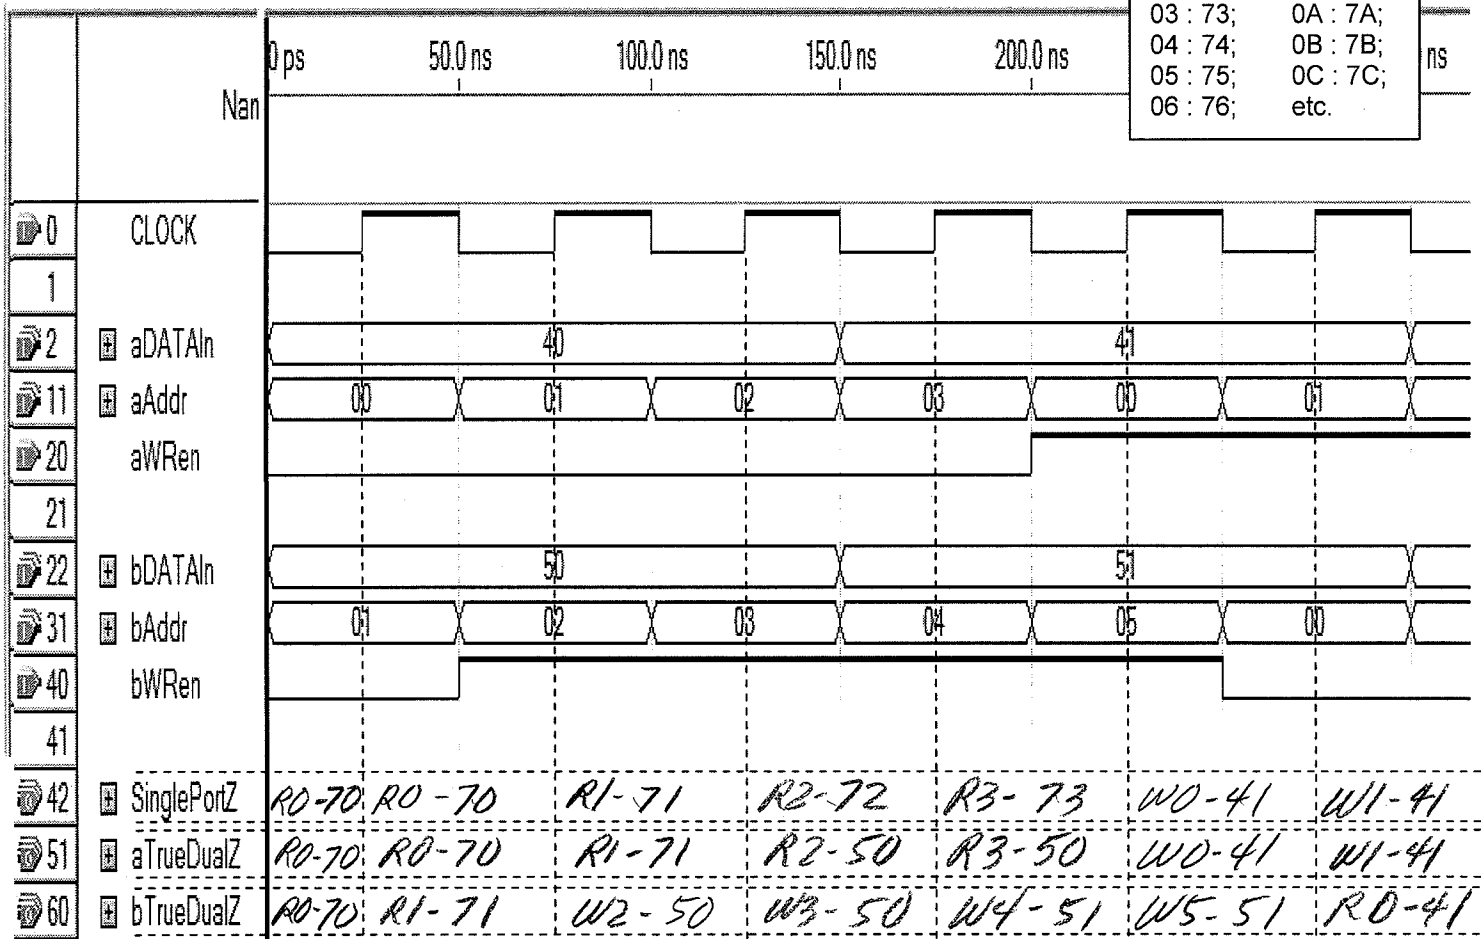 03 : 73; 0A : 7A;
04 : 74; 0B : 7B;
05 : 75; 0C : 7C;
06 : 76; etc.
0 ps 50.0 ns 100.0 ns 150.0 ns 200.0 ns ns
Nan
0 CLOCK
1
2 aDATAIn 40 41
11 aAddr 00 01 02 03 00 01
20 aWRen
21
22 bDATAIn 50 51
31 bAddr 01 02 03 04 05 00
40 bWRen
41
42 SinglePortZ R0-70 R0-70 R1-71 R2-72 R3-73 W0-41 W1-41
51 aTrueDualZ R0-70 R0-70 R1-71 R2-50 R3-50 W0-41 W1-41
60 bTrueDualZ R0-70 R1-71 W2-50 W3-50 W4-51 W5-51 R0-41